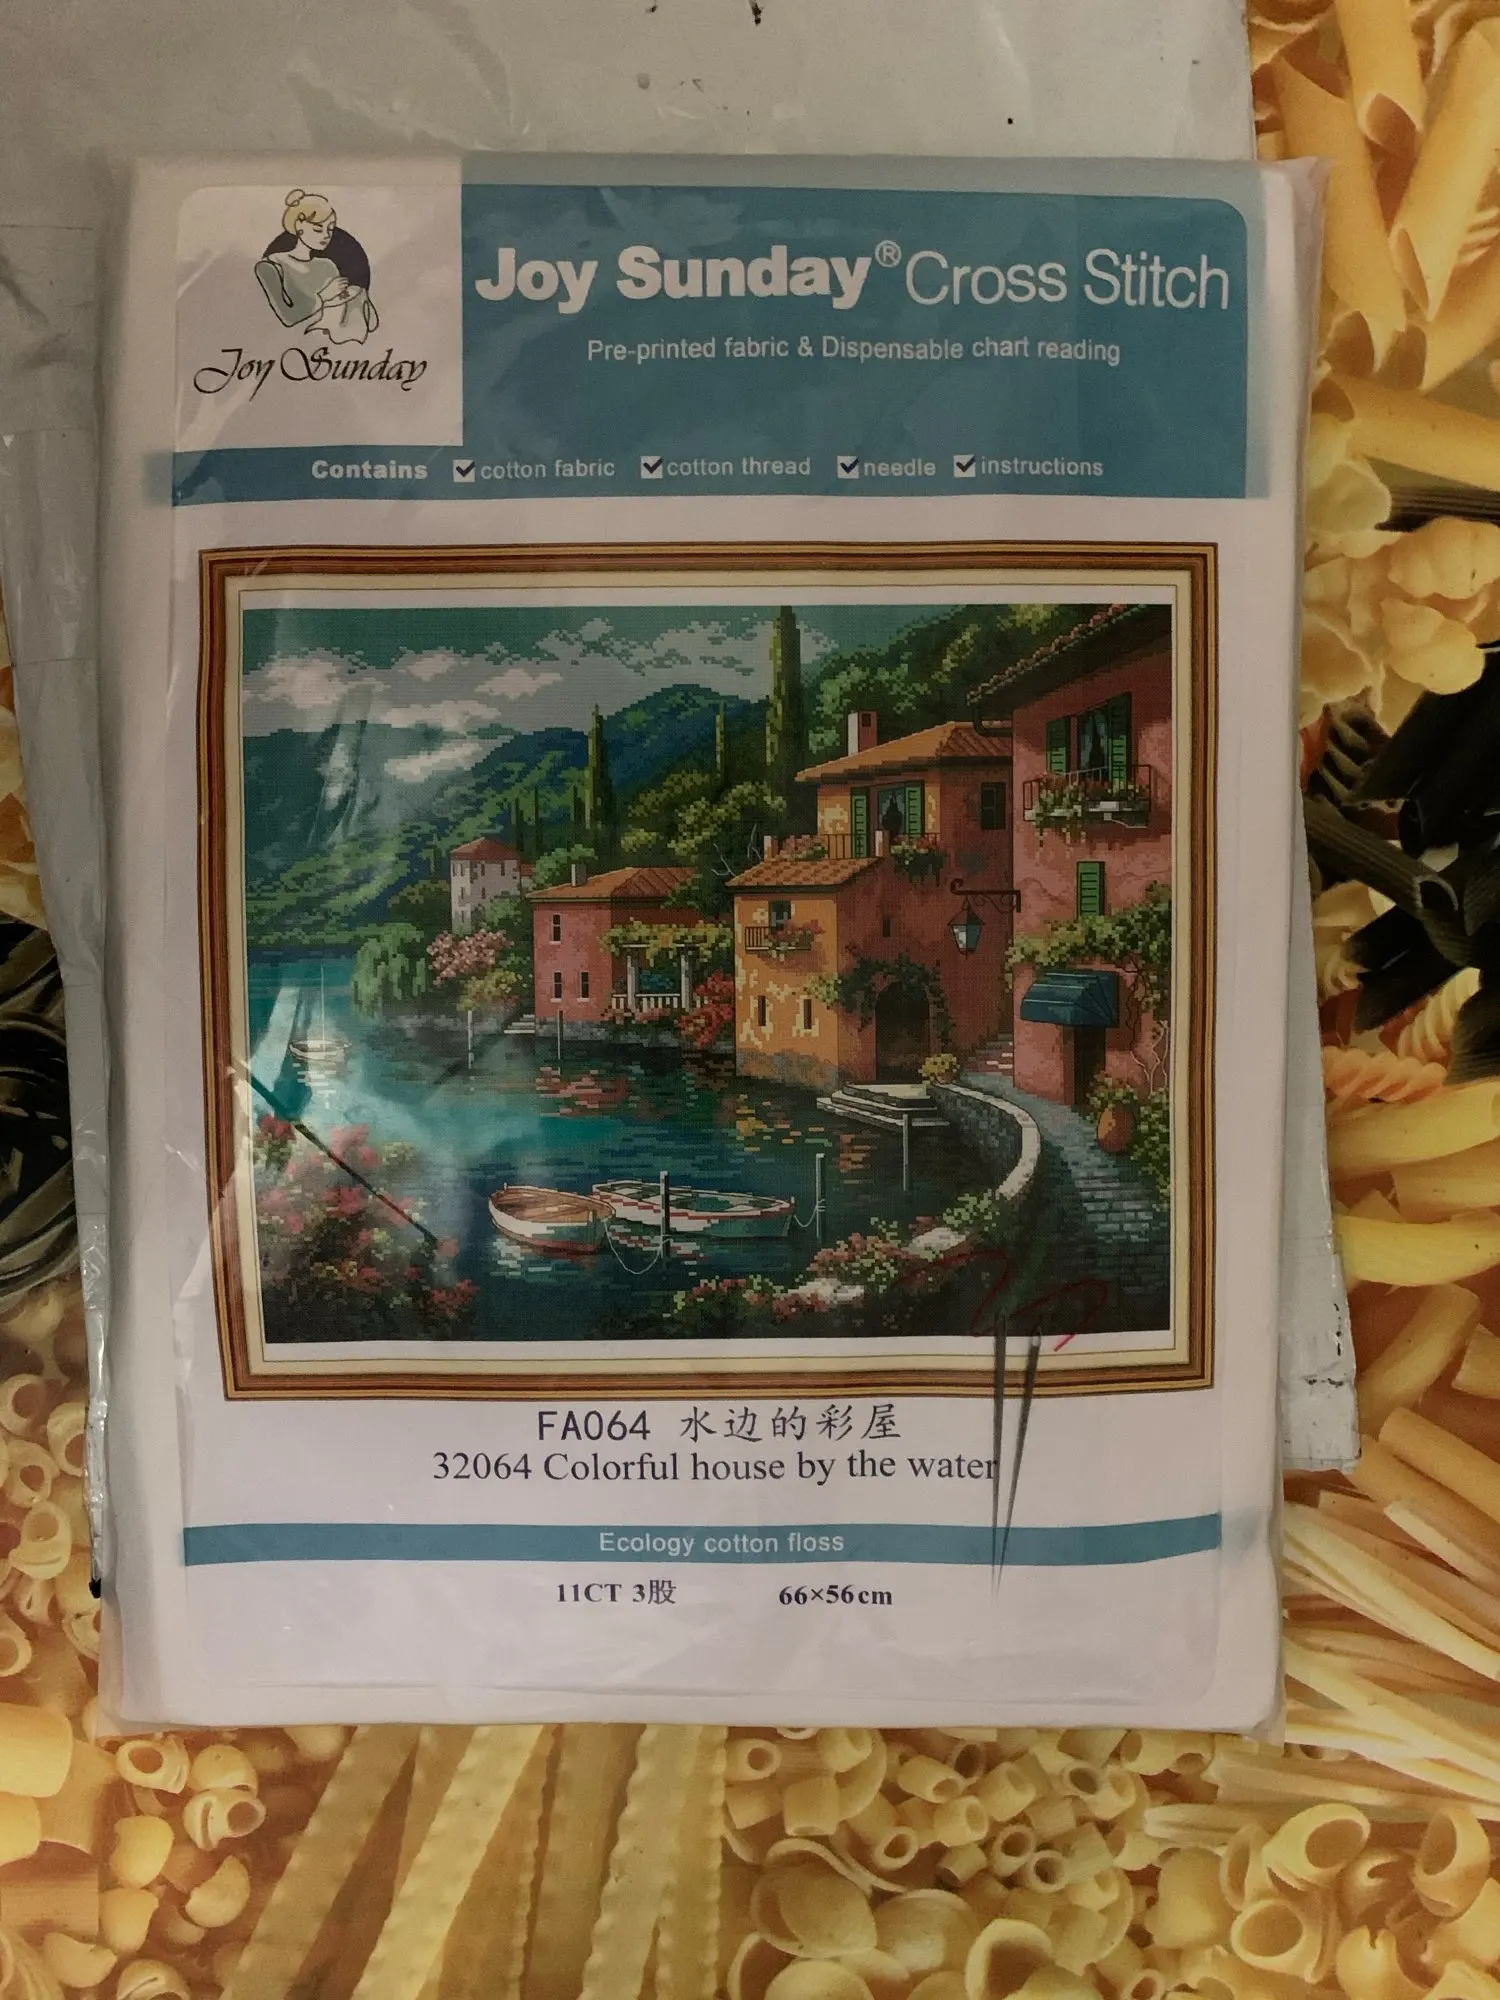 Joy Sunday
Joy Sunday® Cross Stitch
Pre-printed fabric & Dispensable chart reading
Contains cotton fabric cotton thread needle instructions
FA064 水边的彩屋
32064 Colorful house by the water
Ecology cotton floss
11CT 3股 66×56cm